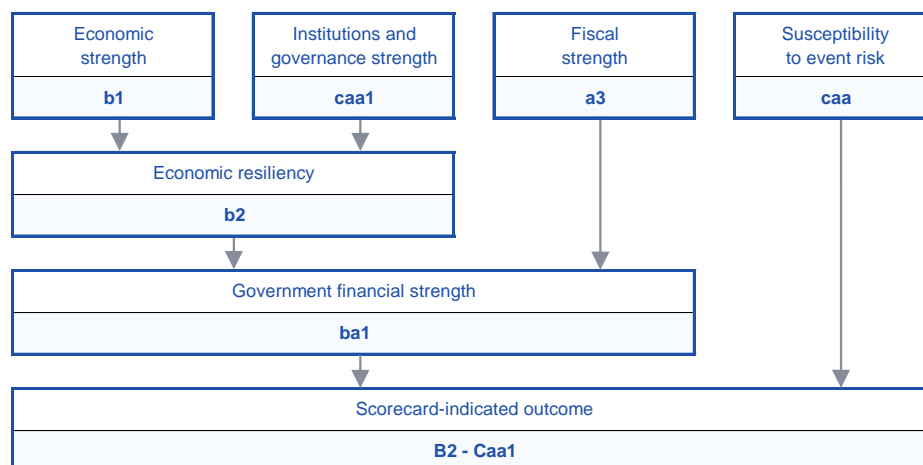 Economic
strength
b1
Institutions and
governance strength
caa1
Fiscal
strength
a3
Susceptibility
to event risk
caa
Economic resiliency
b2
Government financial strength
ba1
Scorecard-indicated outcome
B2 - Caa1